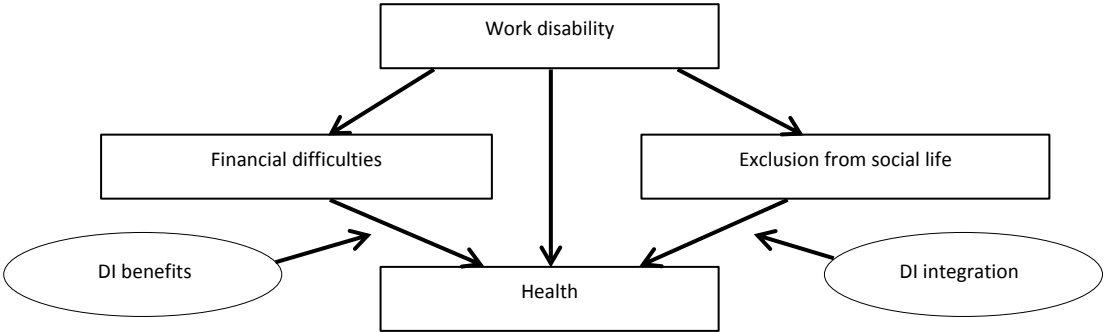 Work disability
Financial difficulties
Exclusion from social life
DI benefits
DI integration
Health